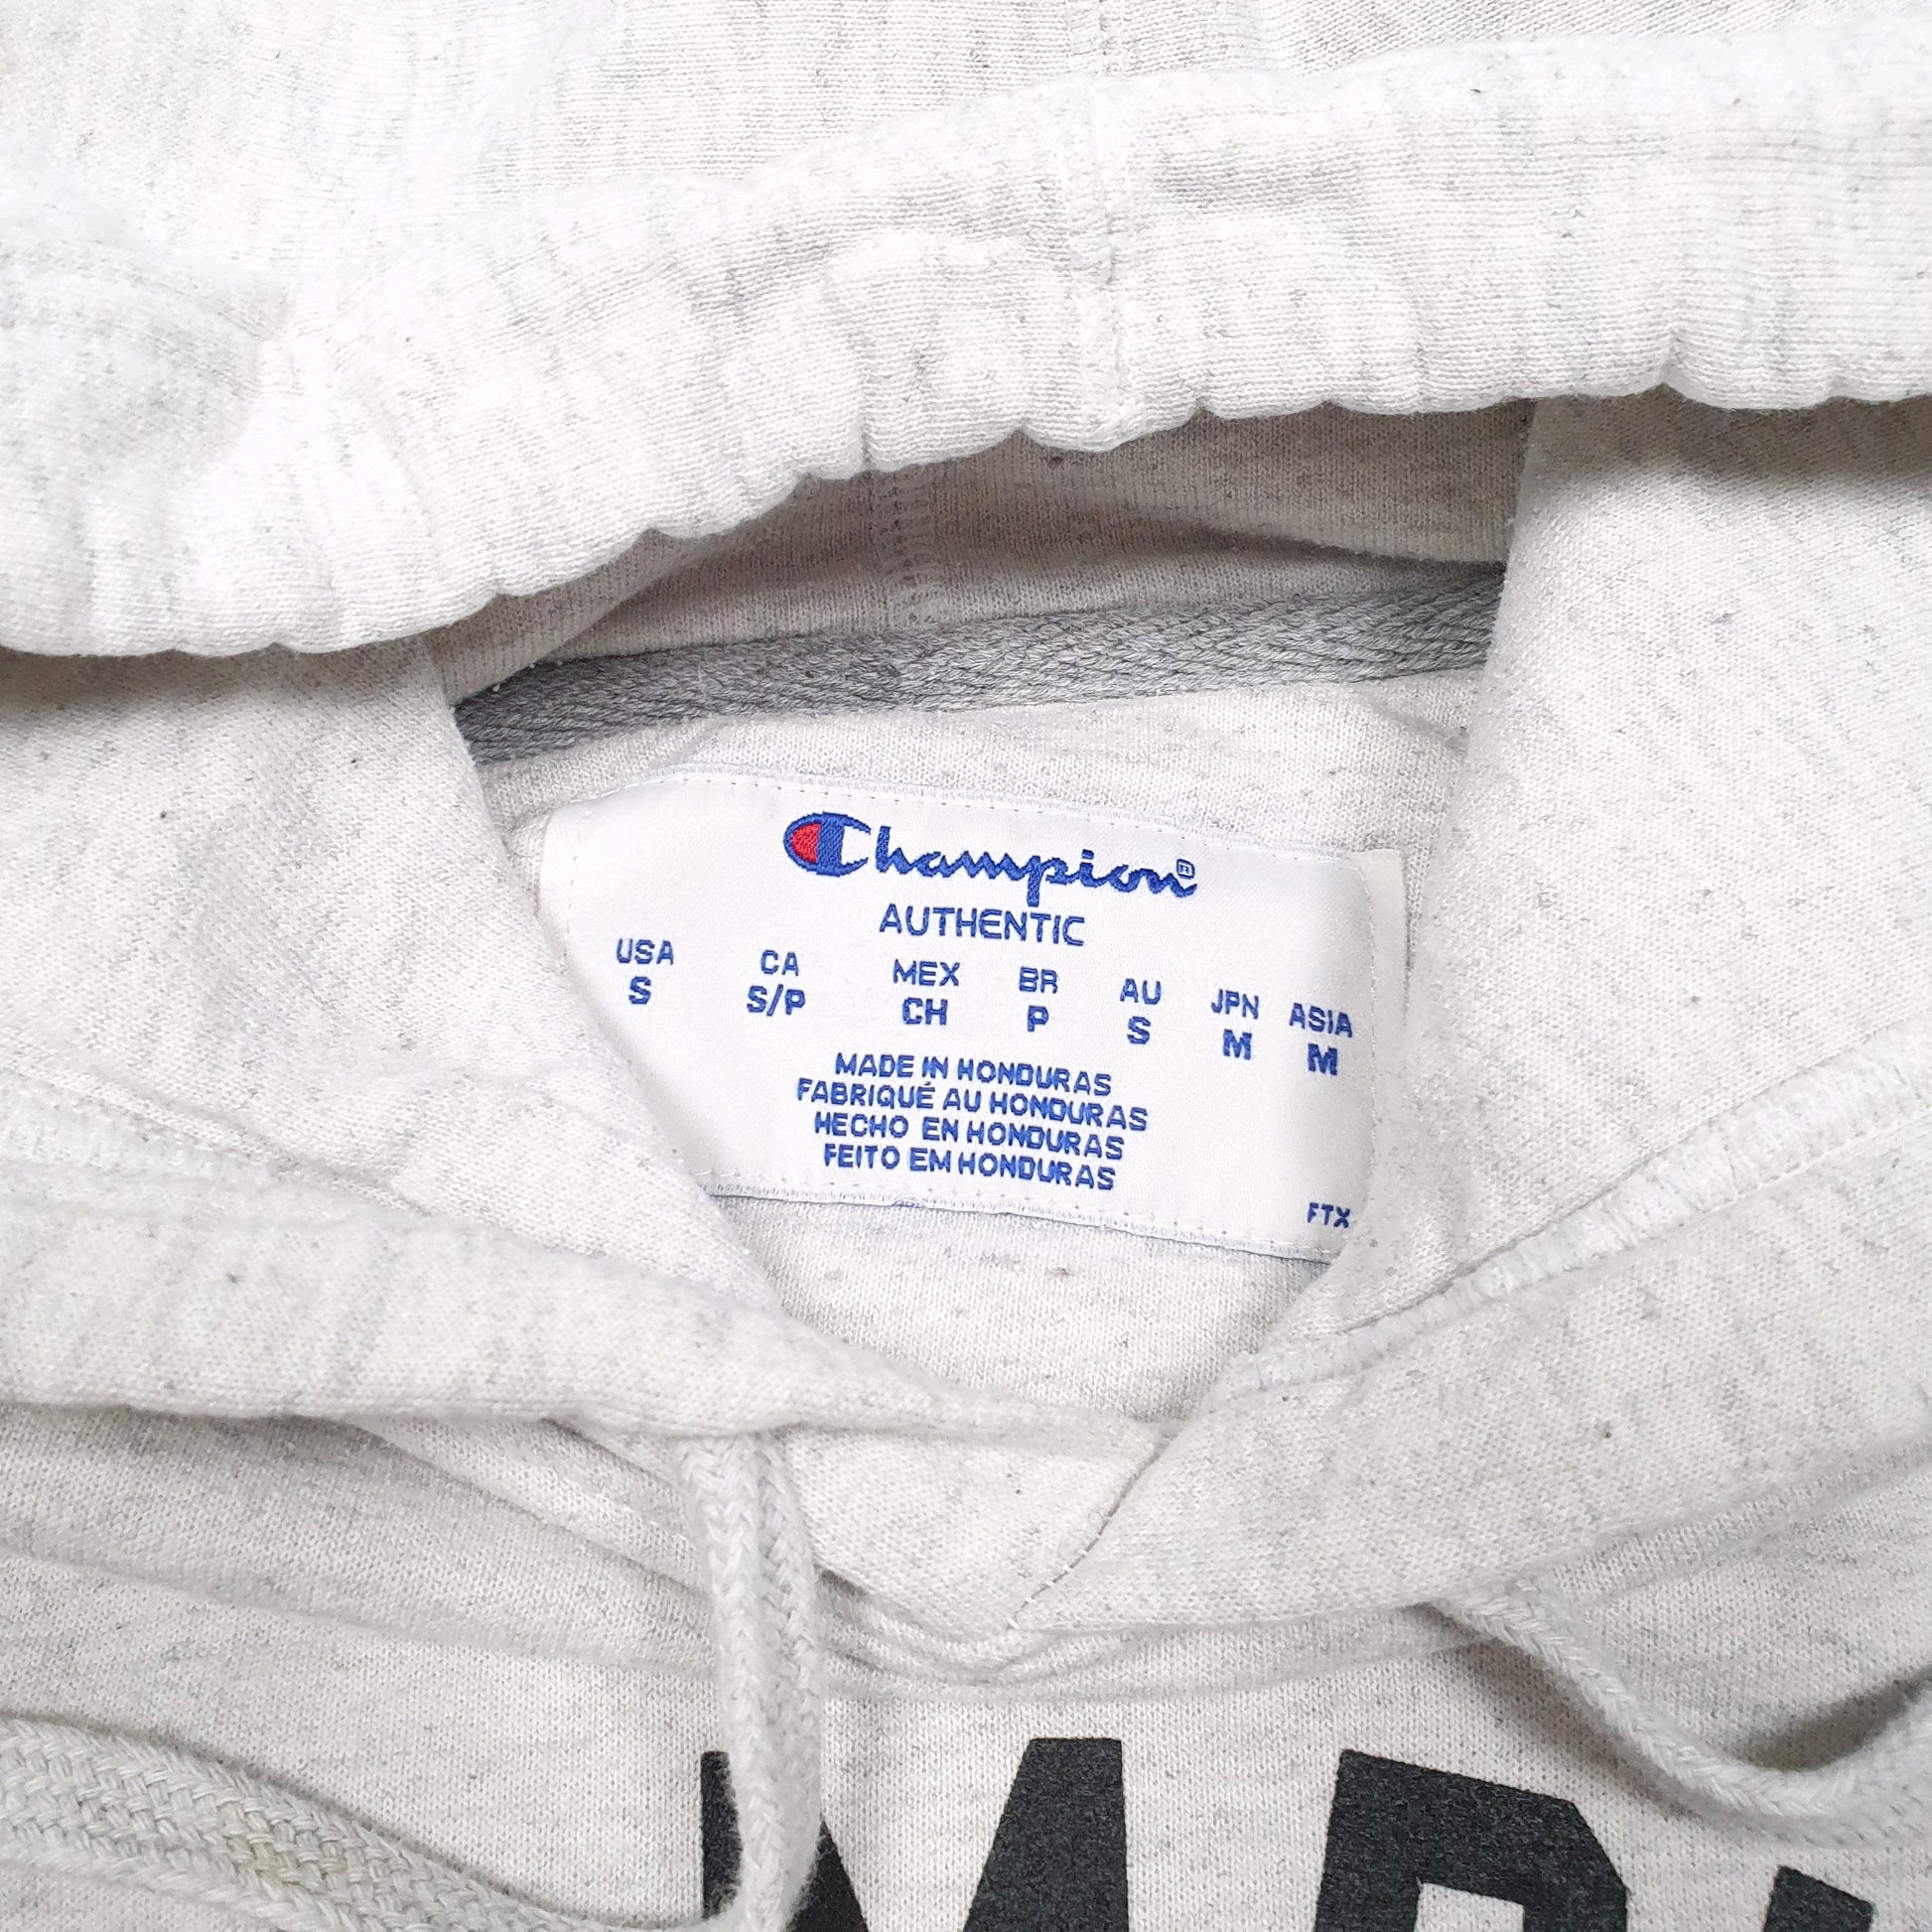 Champion®
AUTHENTIC
USA CA MEX BR AU JPN ASIA
S S/P CH P S M M
MADE IN HONDURAS
FABRIQUÉ AU HONDURAS
HECHO EN HONDURAS
FEITO EM HONDURAS
FTX